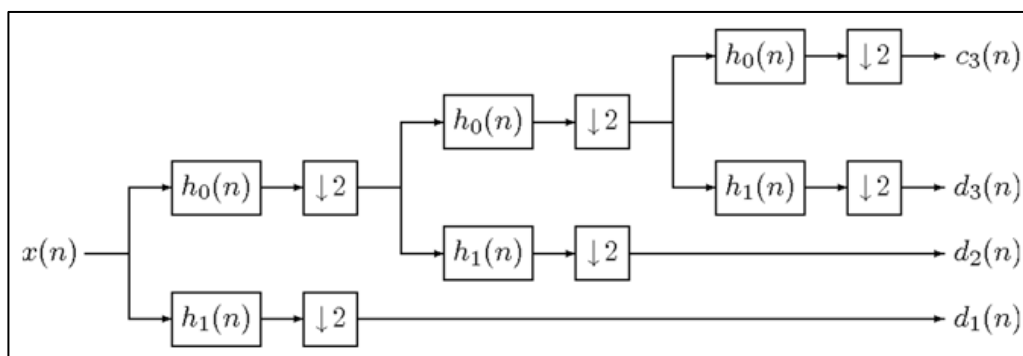 h₀(n) ↓2 c₃(n)
h₀(n) ↓2
h₀(n) ↓2 h₁(n) ↓2 d₃(n)
x(n) h₁(n) ↓2 d₂(n)
h₁(n) ↓2 d₁(n)